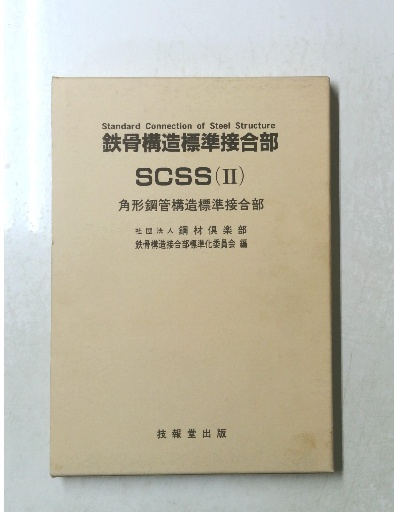 Standard Connection of Steel Structure
鉄骨構造標準接合部
SCSS(II)
角形鋼管構造標準接合部
社団法人 鋼材倶楽部
鉄骨構造接合部標準化委員会 編
技報堂出版